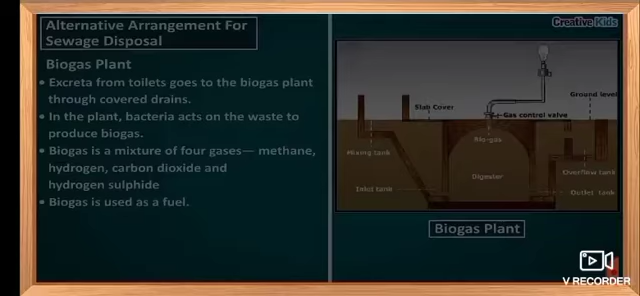 Alternative Arrangement For
Sewage Disposal
Creative Kids
Biogas Plant
• Excreta from toilets goes to the biogas plant
through covered drains.
• In the plant, bacteria acts on the waste to
produce biogas.
• Biogas is a mixture of four gases— methane,
hydrogen, carbon dioxide and
hydrogen sulphide
• Biogas is used as a fuel.
Ground level
Slab Cover
Gas control valve
Bio-gas
Mixing tank
Overflow tank
Digester
Inlet tank
Outlet tank
Biogas Plant
V RECORDER